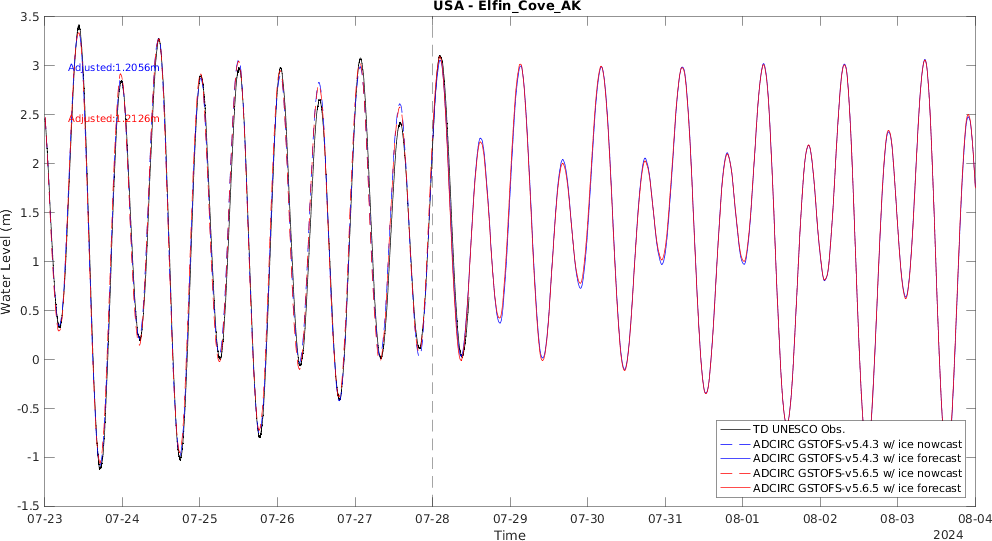 USA - Elfin_Cove_AK
3.5
3
2.5
2
1.5
1
0.5
0
-0.5
-1
-1.5
Water Level (m)
Adjusted:1.2056m
Adjusted:1.2126m
TD UNESCO Obs.
ADCIRC GSTOFS-v5.4.3 w/ ice nowcast
ADCIRC GSTOFS-v5.4.3 w/ ice forecast
ADCIRC GSTOFS-v5.6.5 w/ ice nowcast
ADCIRC GSTOFS-v5.6.5 w/ ice forecast
07-23 07-24 07-25 07-26 07-27 07-28 07-29 07-30 07-31 08-01 08-02 08-03 08-04
Time
2024